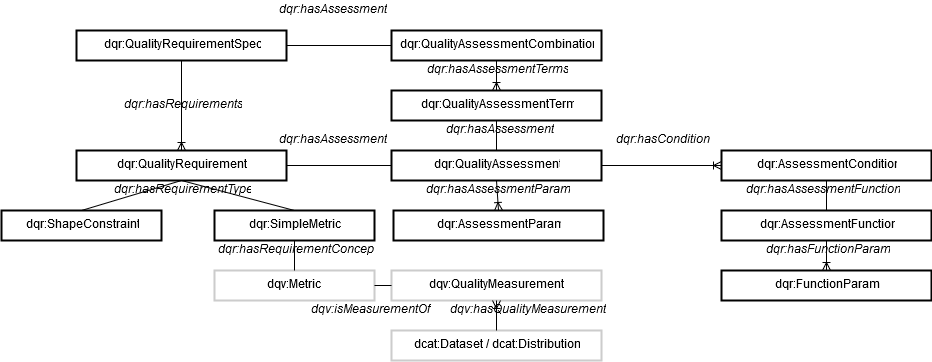 dqr:hasAssessment
dqr:QualityRequirementSpec
dqr:QualityAssessmentCombination
dqr:hasAssessmentTerms
dqr:hasRequirements
dqr:QualityAssessmentTerm
dqr:hasAssessment
dqr:hasAssessment
dqr:hasCondition
dqr:QualityRequirement
dqr:QualityAssessment
dqr:AssessmentCondition
dqr:hasRequirementType
dqr:hasAssessmentParam
dqr:hasAssessmentFunction
dqr:ShapeConstraint
dqr:SimpleMetric
dqr:AssessmentParam
dqr:AssessmentFunction
dqr:hasRequirementConcep
dqr:hasFunctionParam
dqv:Metric
dqv:QualityMeasurement
dqr:FunctionParam
dqv:isMeasurementOf
dqv:hasQualityMeasurement
dcat:Dataset / dcat:Distribution